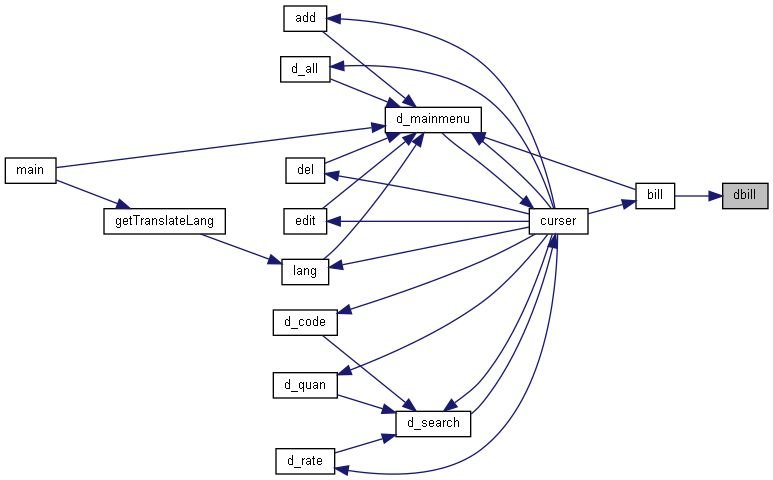 add
d_all
d_mainmenu
main
del
bill
dbill
getTranslateLang
edit
curser
lang
d_code
d_quan
d_search
d_rate